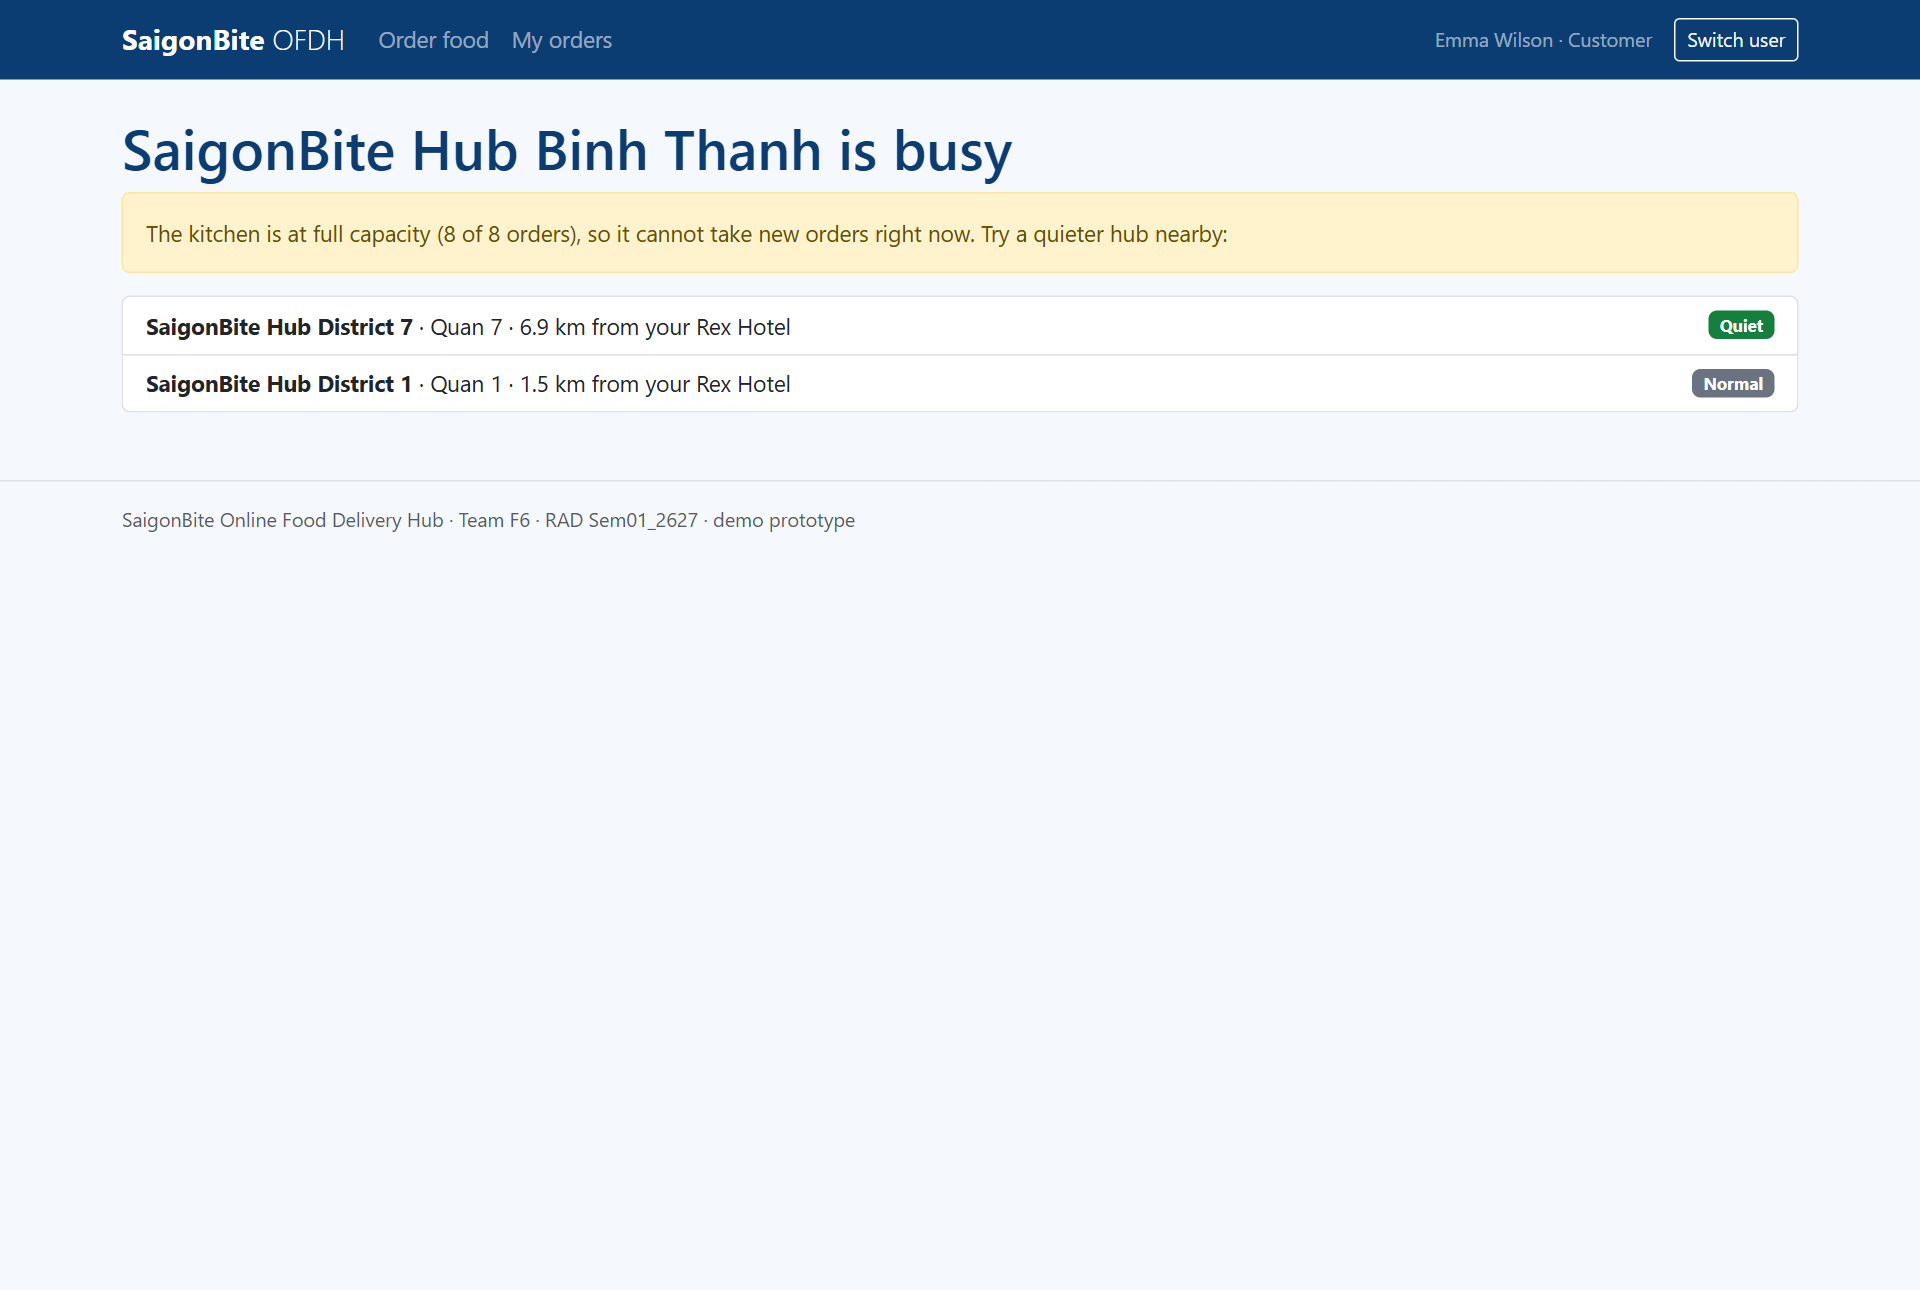 SaigonBite OFDH Order food My orders Emma Wilson · Customer Switch user
SaigonBite Hub Binh Thanh is busy
The kitchen is at full capacity (8 of 8 orders), so it cannot take new orders right now. Try a quieter hub nearby:
SaigonBite Hub District 7 · Quan 7 · 6.9 km from your Rex Hotel Quiet
SaigonBite Hub District 1 · Quan 1 · 1.5 km from your Rex Hotel Normal
SaigonBite Online Food Delivery Hub · Team F6 · RAD Sem01_2627 · demo prototype